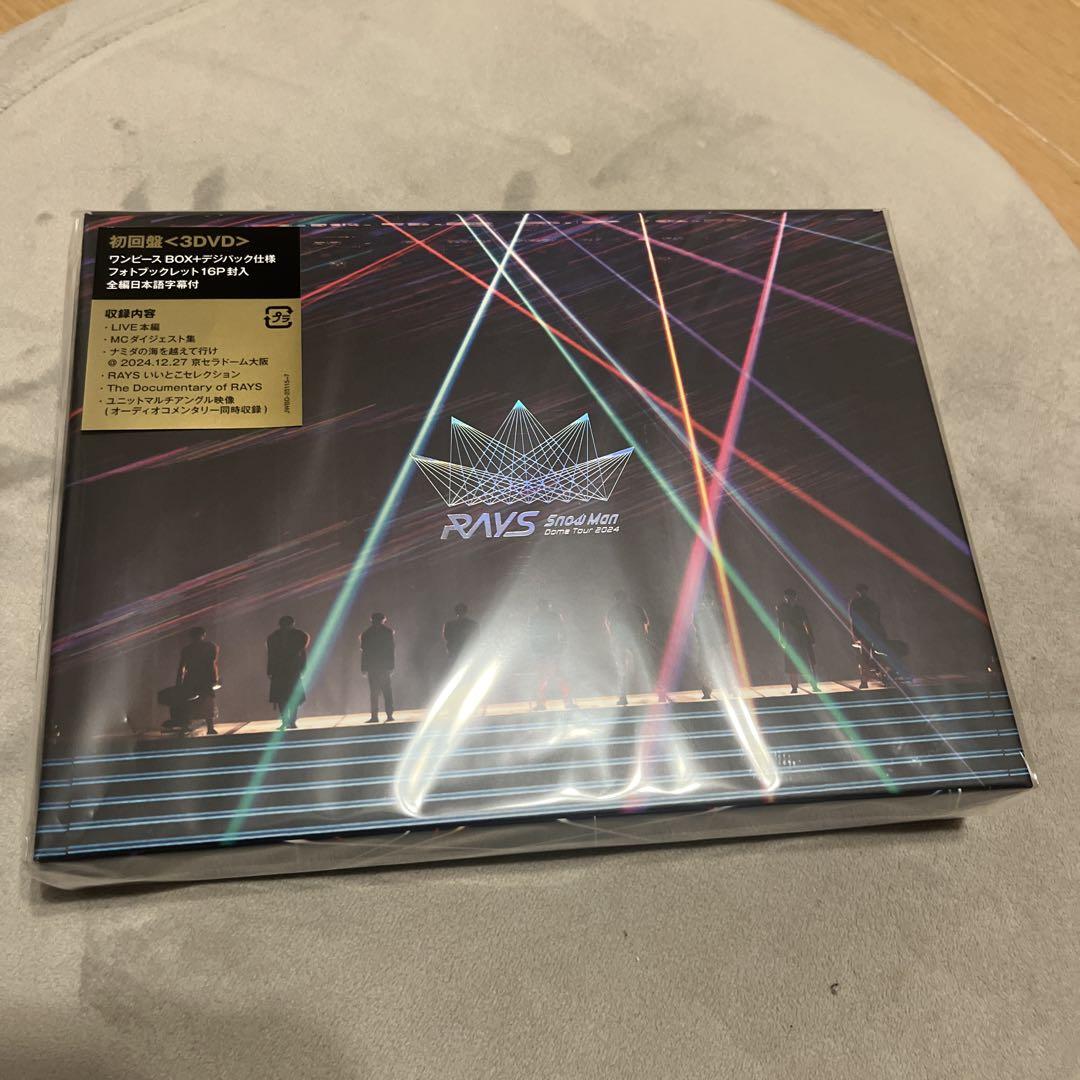 初回盤<3DVD>
ワンピース BOX+デジパック仕様
フォトブックレット16P封入
全編日本語字幕付
収録内容
・LIVE本編
・MCダイジェスト集
・ナミダの海を越えて行け
@ 2024.12.27 京セラドーム大阪
・RAYS いいとこセレクション
・The Documentary of RAYS
・ユニットマルチアングル映像
(オーディオコメンタリー同時収録)
プラ
RAYS Snow Man
Dome Tour 2024